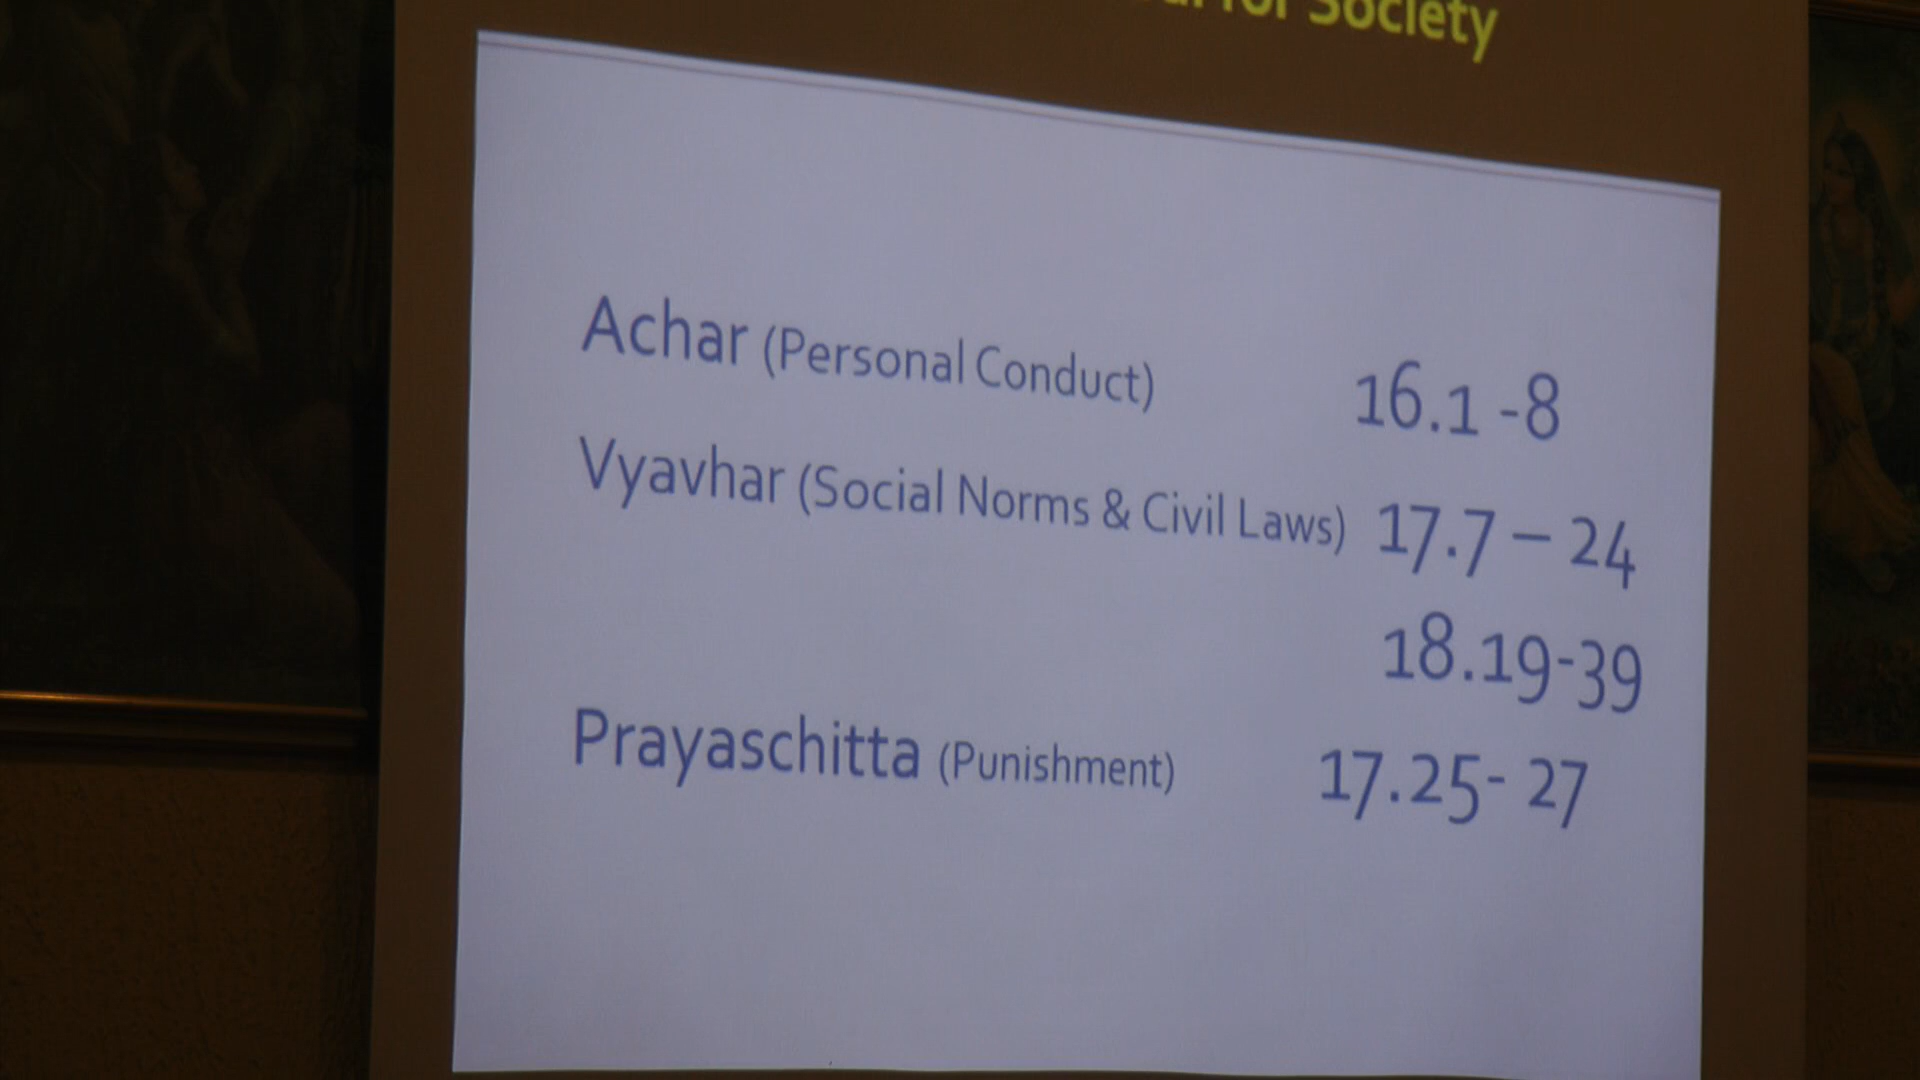 for Society
Achar (Personal Conduct) 16.1 -8
Vyavhar (Social Norms & Civil Laws) 17.7 – 24
18.19-39
Prayaschitta (Punishment) 17.25- 27